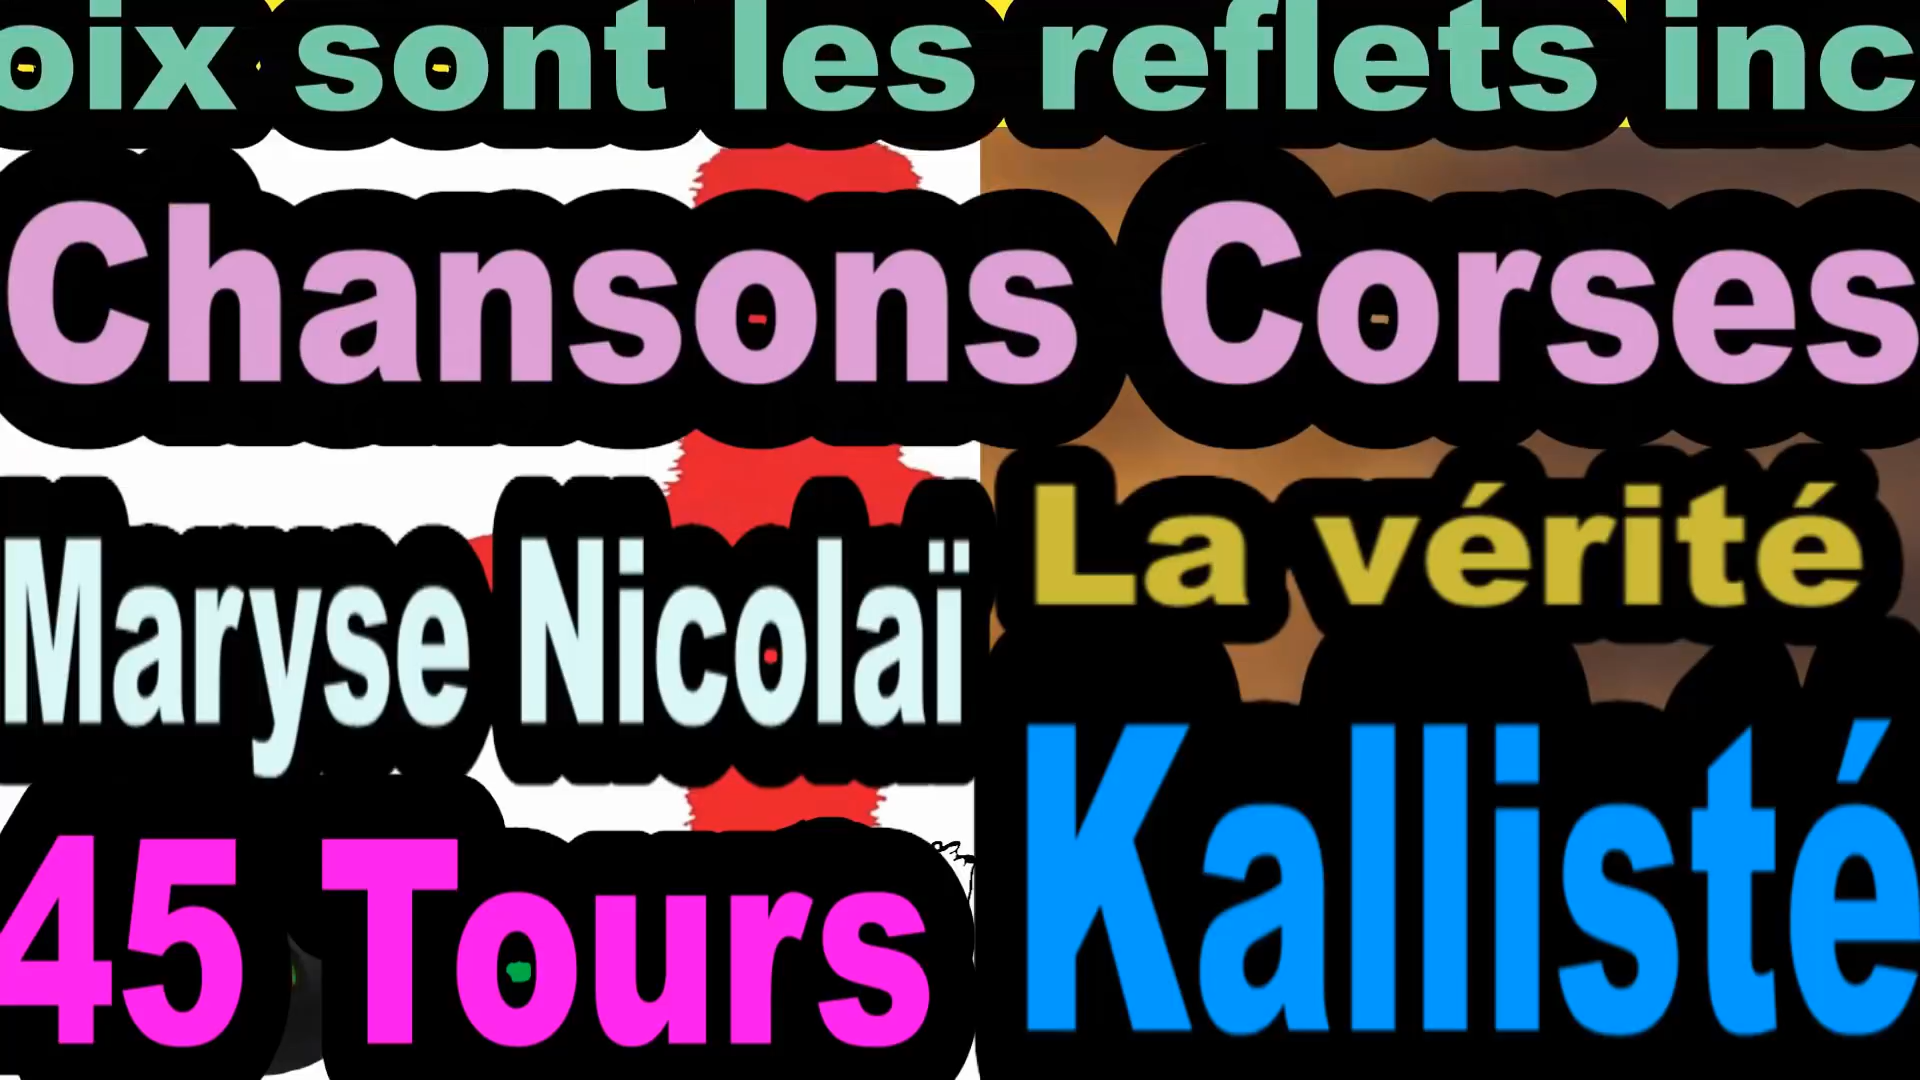 oix sont les reflets inc
Chansons Corses
Maryse Nicolaï
La vérité
45 Tours
Kallisté